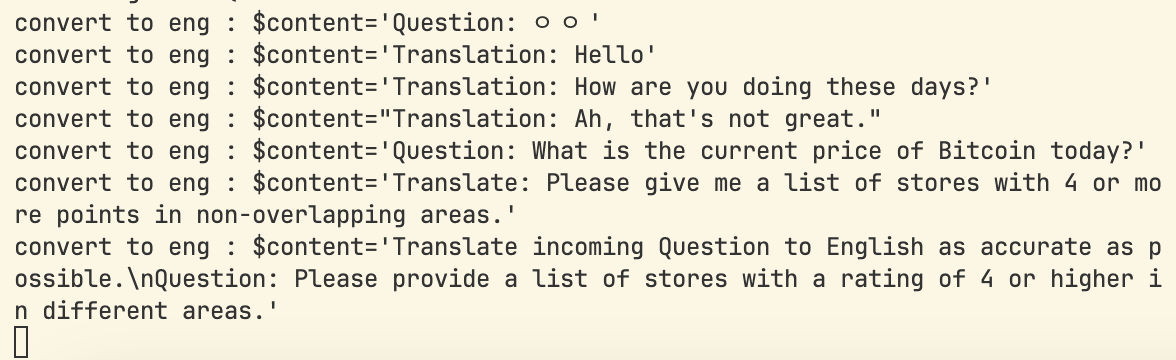 convert to eng : $content='Question: ㅇㅇ'
convert to eng : $content='Translation: Hello'
convert to eng : $content='Translation: How are you doing these days?'
convert to eng : $content="Translation: Ah, that's not great."
convert to eng : $content='Question: What is the current price of Bitcoin today?'
convert to eng : $content='Translate: Please give me a list of stores with 4 or mo
re points in non-overlapping areas.'
convert to eng : $content='Translate incoming Question to English as accurate as p
ossible.\nQuestion: Please provide a list of stores with a rating of 4 or higher i
n different areas.'